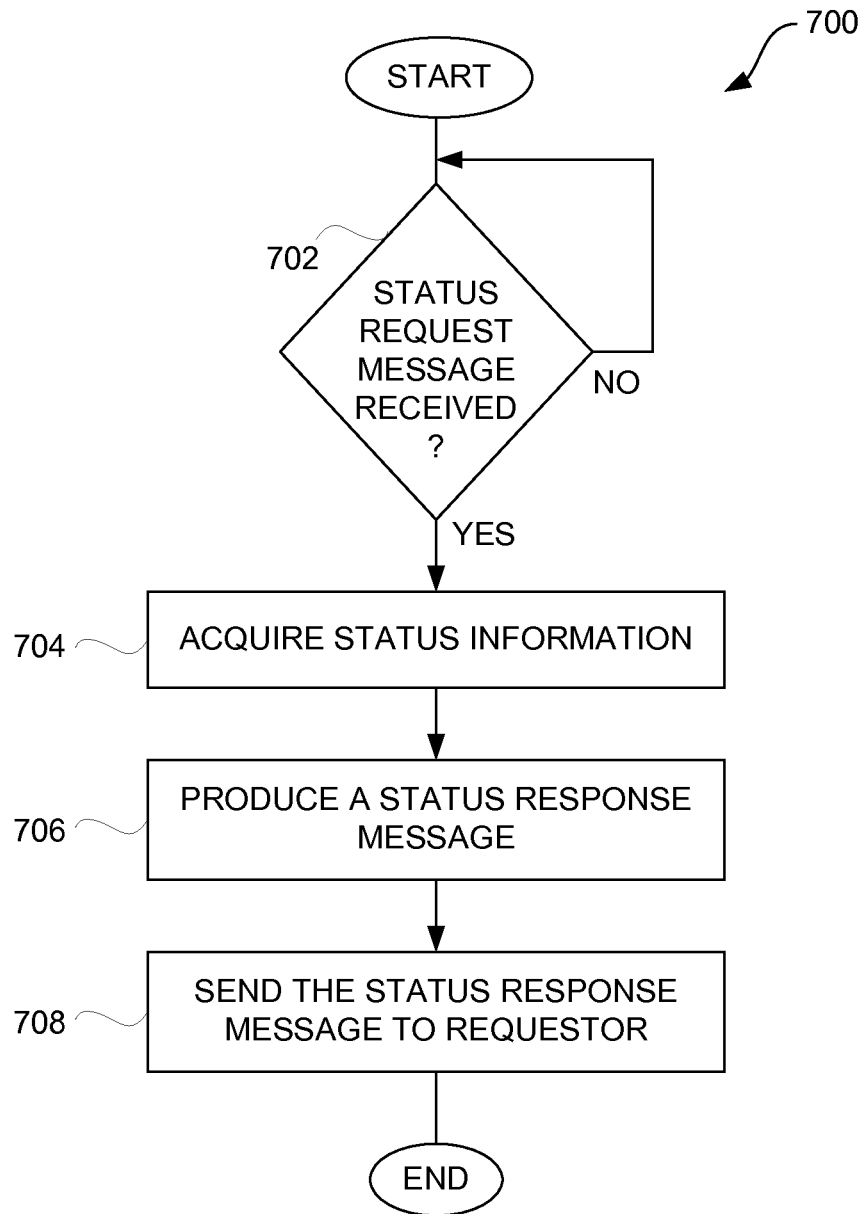 700
START
702
STATUS
REQUEST
MESSAGE
RECEIVED
?
NO
YES
704
ACQUIRE STATUS INFORMATION
706
PRODUCE A STATUS RESPONSE
MESSAGE
708
SEND THE STATUS RESPONSE
MESSAGE TO REQUESTOR
END